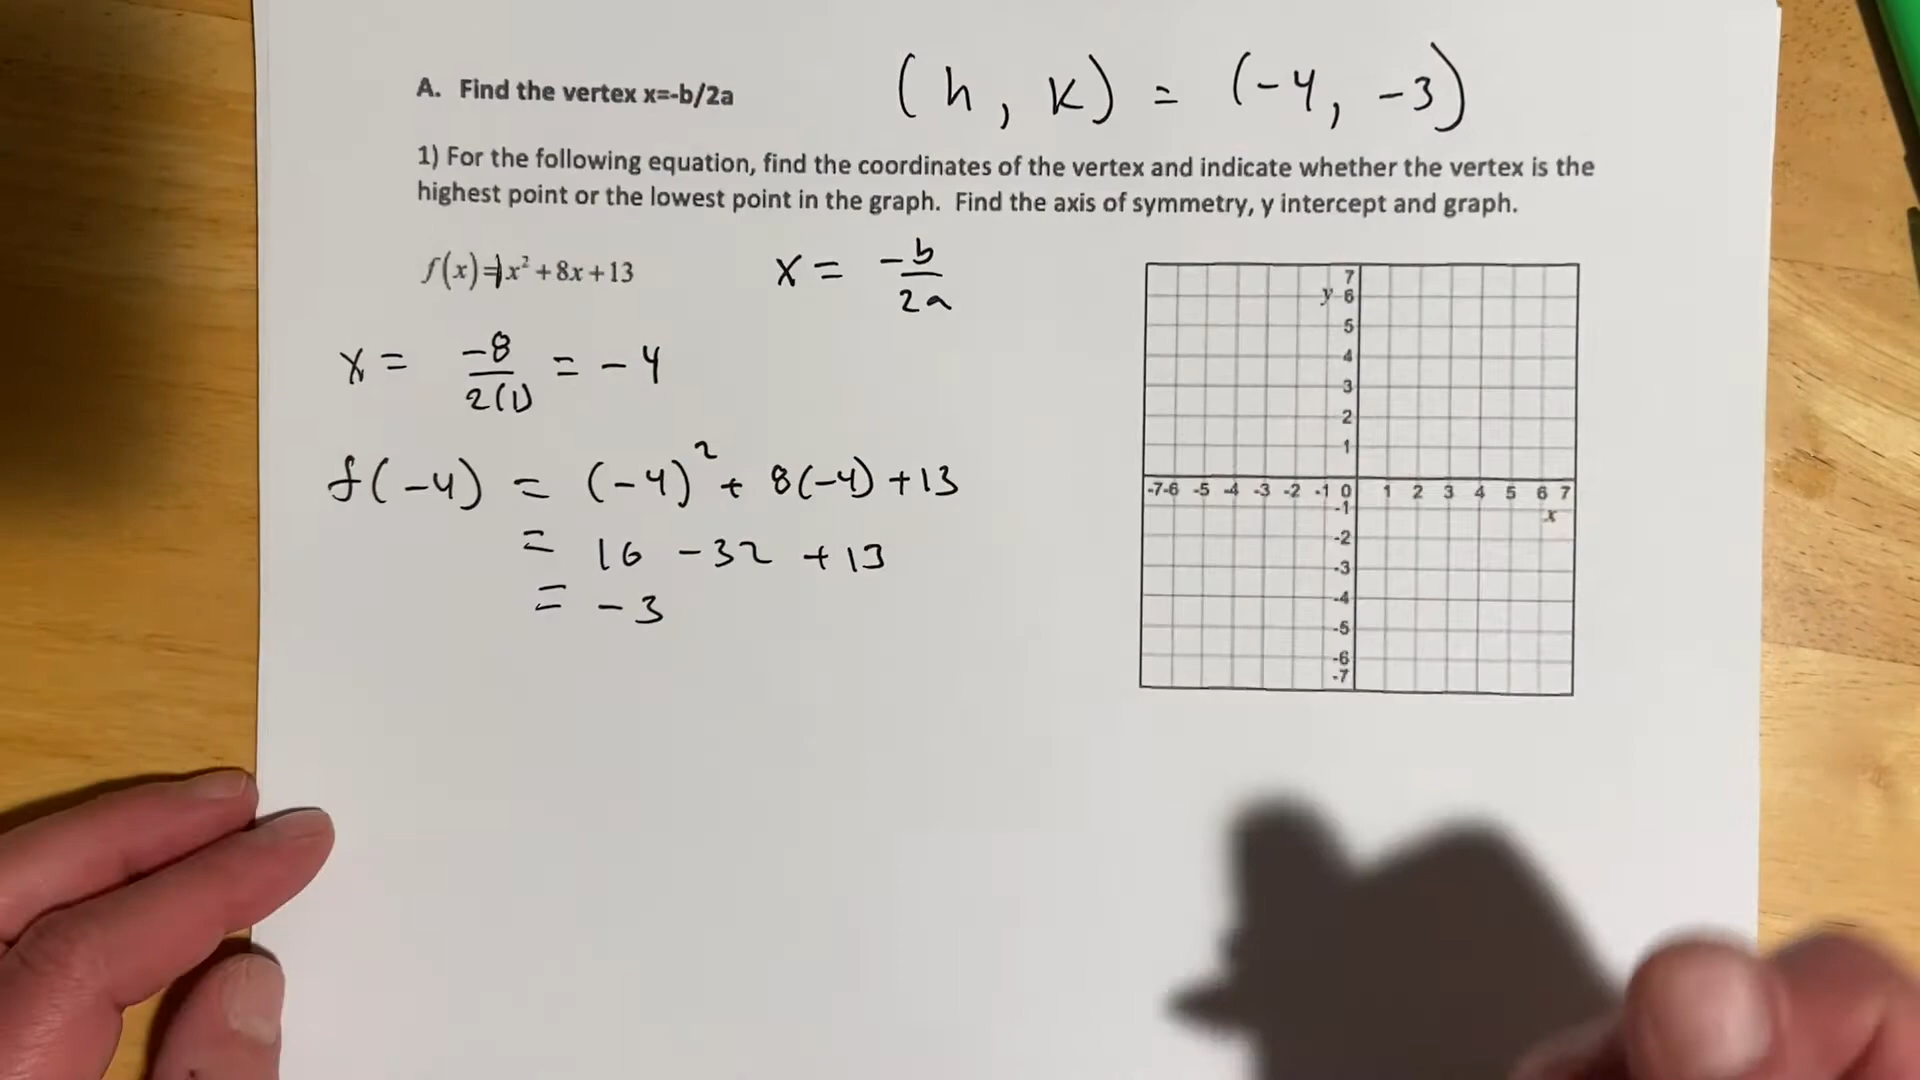 A. Find the vertex x=-b/2a
(h, k) = (-4, -3)
1) For the following equation, find the coordinates of the vertex and indicate whether the vertex is the
highest point or the lowest point in the graph. Find the axis of symmetry, y intercept and graph.
f(x)=1x² + 8x + 13
x = -b/2a
x = -8/2(1) = -4
f(-4) = (-4)² + 8(-4) + 13
= 16 - 32 + 13
= -3
7
y 6
5
4
3
2
1
-7 -6 -5 -4 -3 -2 -1 0 1 2 3 4 5 6 7
-1
x
-2
-3
-4
-5
-6
-7